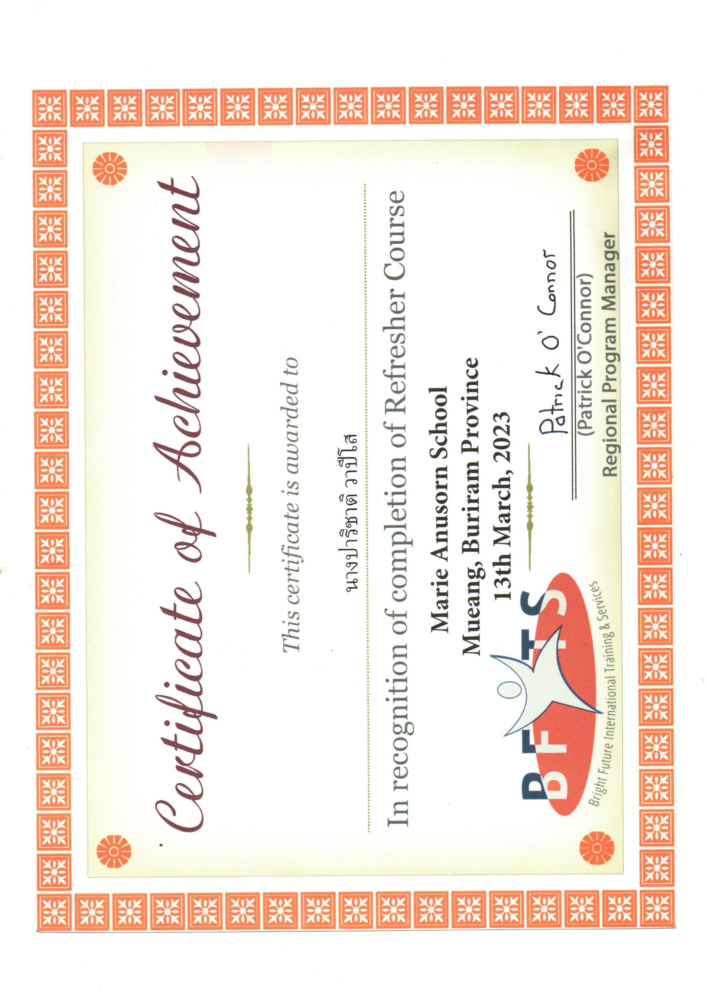 Certificate of Achievement
This certificate is awarded to
นางปาริชาติ วาปีโส
In recognition of completion of Refresher Course
Marie Anusorn School
Mueang, Buriram Province
13th March, 2023
BFITS
Bright Future International Training & Services
Patrick O' Connor
(Patrick O'Connor)
Regional Program Manager